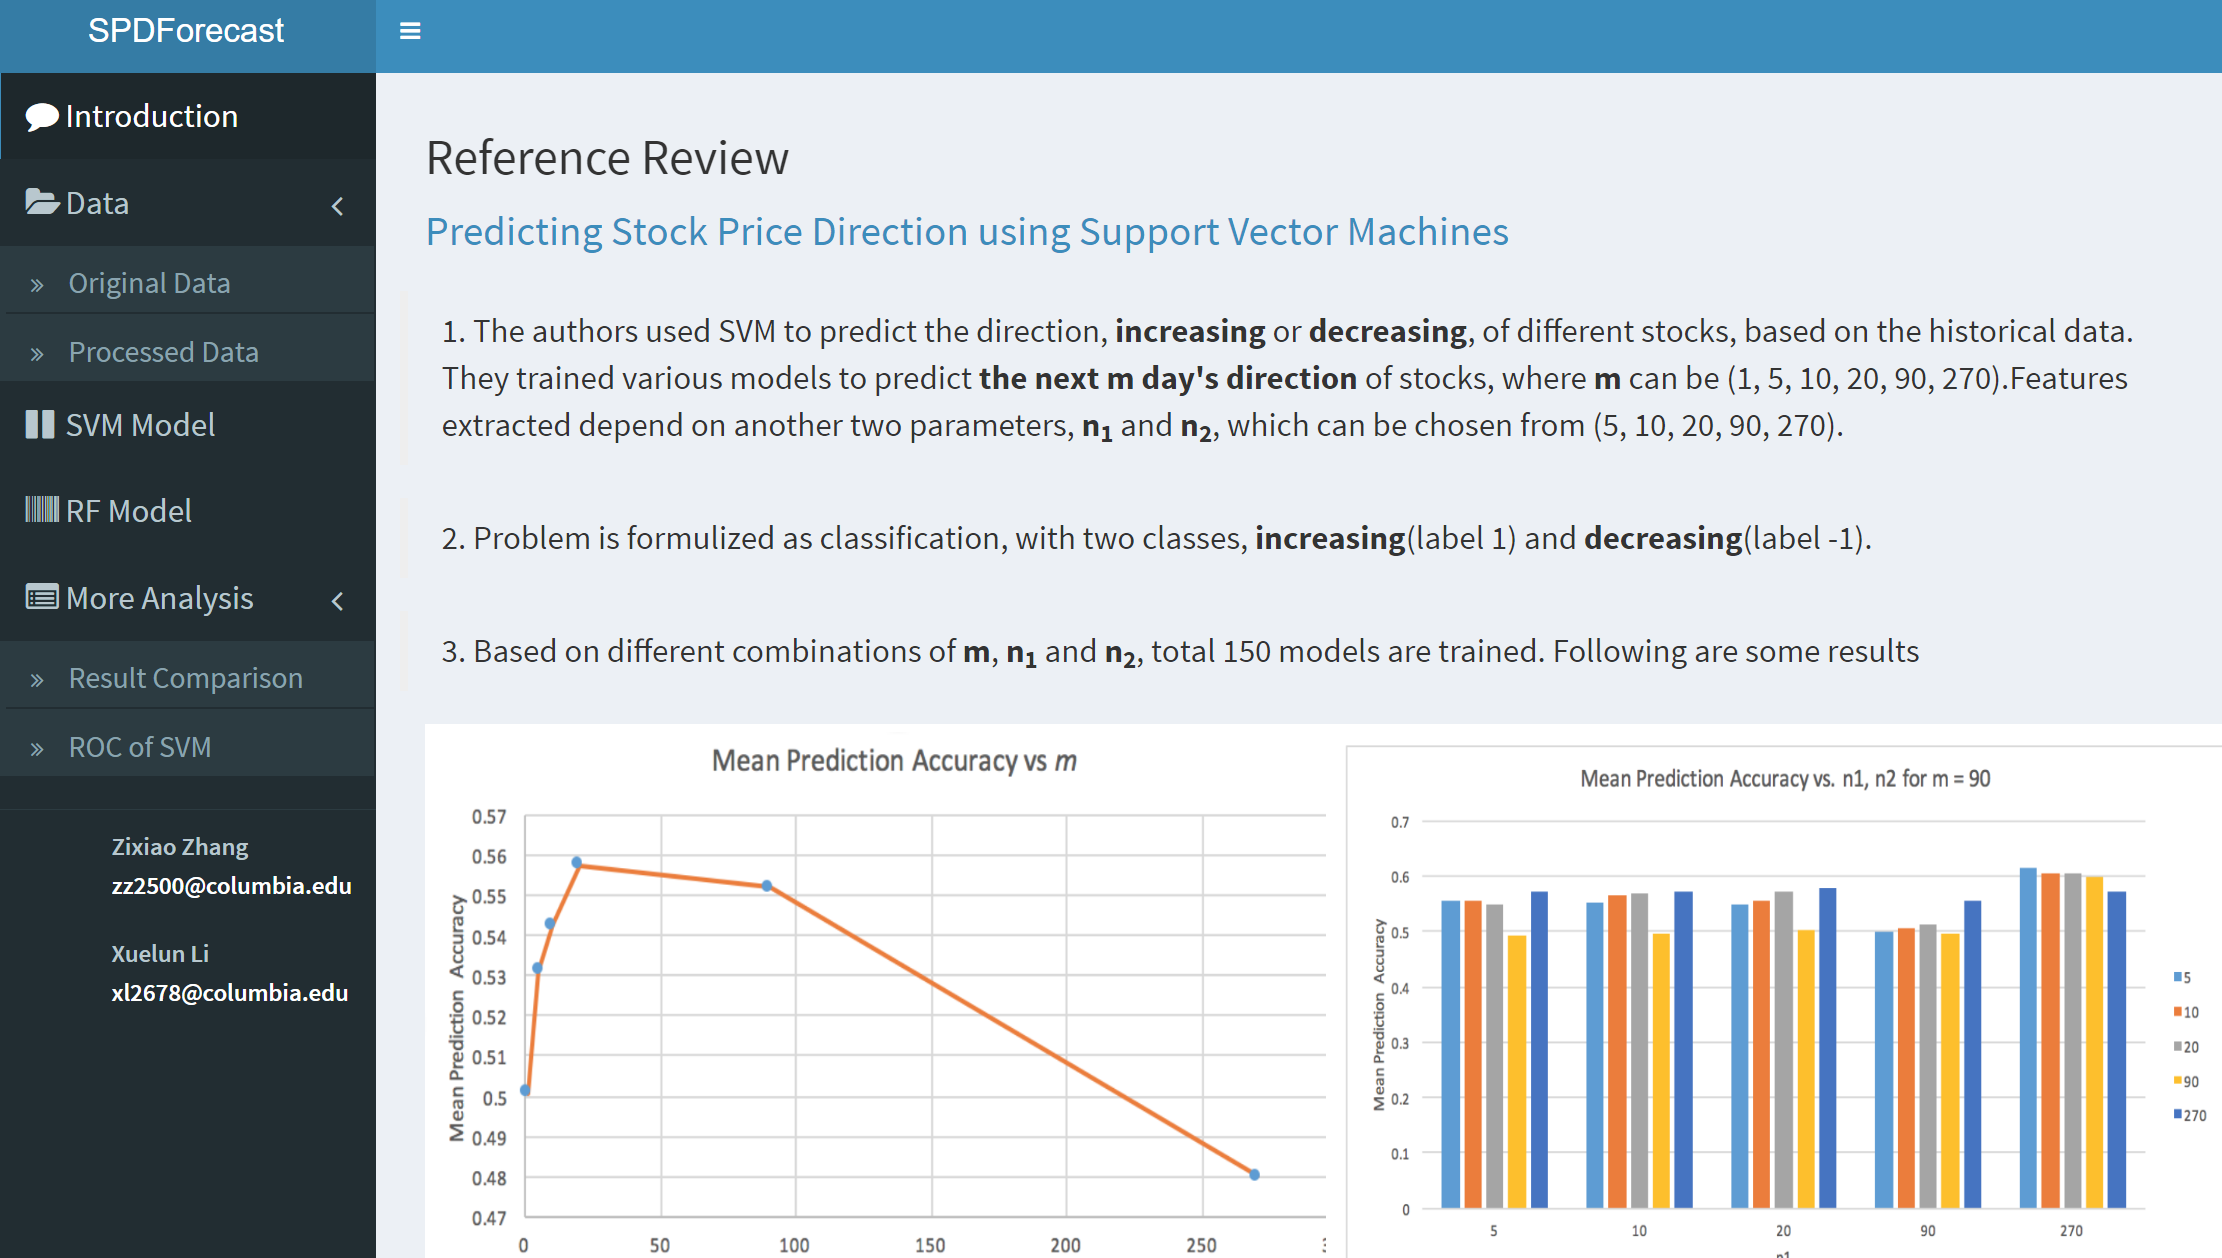 SPDForecast
Introduction
Data
Original Data
Processed Data
SVM Model
RF Model
More Analysis
Result Comparison
ROC of SVM
Zixiao Zhang
zz2500@columbia.edu
Xuelun Li
xl2678@columbia.edu
Reference Review
Predicting Stock Price Direction using Support Vector Machines
1. The authors used SVM to predict the direction, increasing or decreasing, of different stocks, based on the historical data.
They trained various models to predict the next m day's direction of stocks, where m can be (1, 5, 10, 20, 90, 270).Features
extracted depend on another two parameters, n1 and n2, which can be chosen from (5, 10, 20, 90, 270).
2. Problem is formulized as classification, with two classes, increasing(label 1) and decreasing(label -1).
3. Based on different combinations of m, n1 and n2, total 150 models are trained. Following are some results
Mean Prediction Accuracy vs m
Mean Prediction Accuracy
0.57
0.56
0.55
0.54
0.53
0.52
0.51
0.5
0.49
0.48
0.47
0 50 100 150 200 250
Mean Prediction Accuracy vs. n1, n2 for m = 90
Mean Prediction Accuracy
0.7
0.6
0.5
0.4
0.3
0.2
0.1
0
5 10 20 90 270
n1
5
10
20
90
270